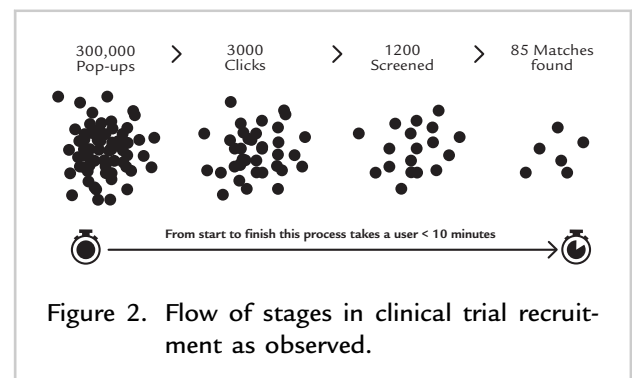 300,000
Pop-ups
>
3000
Clicks
>
1200
Screened
>
85 Matches
found
From start to finish this process takes a user < 10 minutes
Figure 2. Flow of stages in clinical trial recruit-
ment as observed.